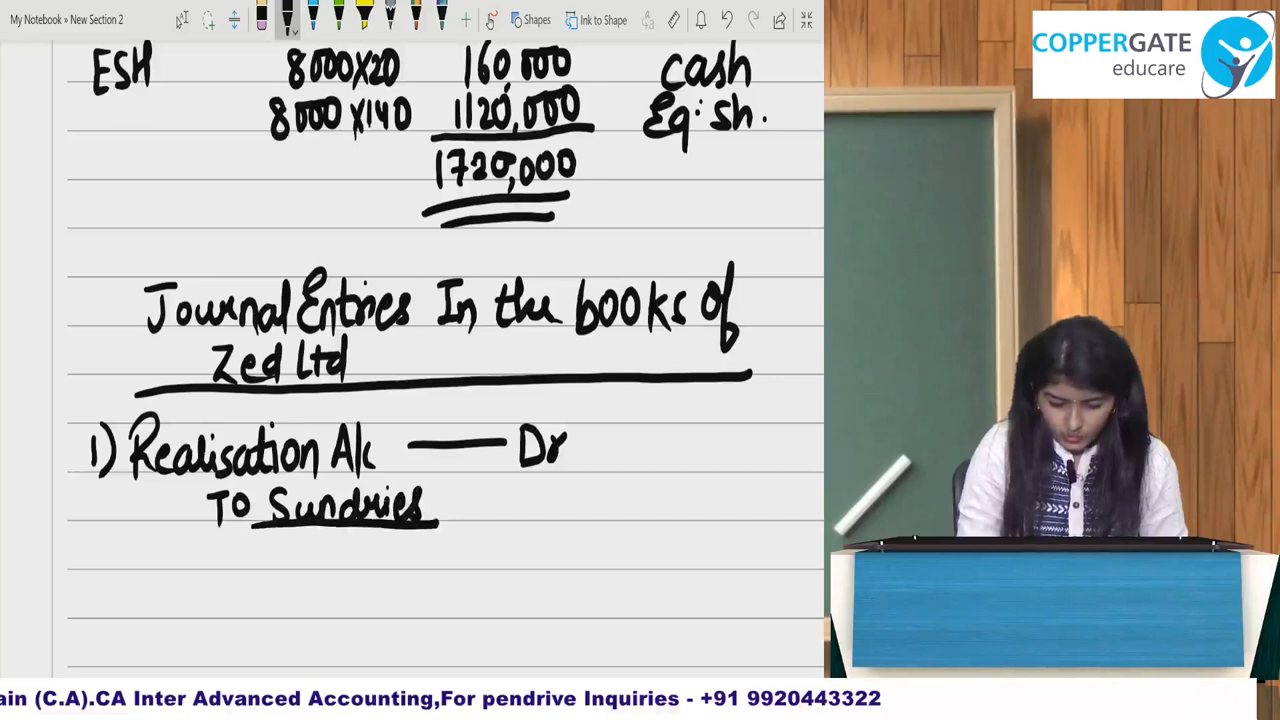 My Notebook » New Section 2
Shapes
Ink to Shape
COPPERGATE
educare
ESH 8000x20 160,000 cash
8000x140 1120,000 Eq. sh.
1720,000
Journal Entries In the books of
Zed Ltd
1) Realisation A/c —— Dr
To Sundries
ain (C.A).CA Inter Advanced Accounting,For pendrive Inquiries - +91 9920443322